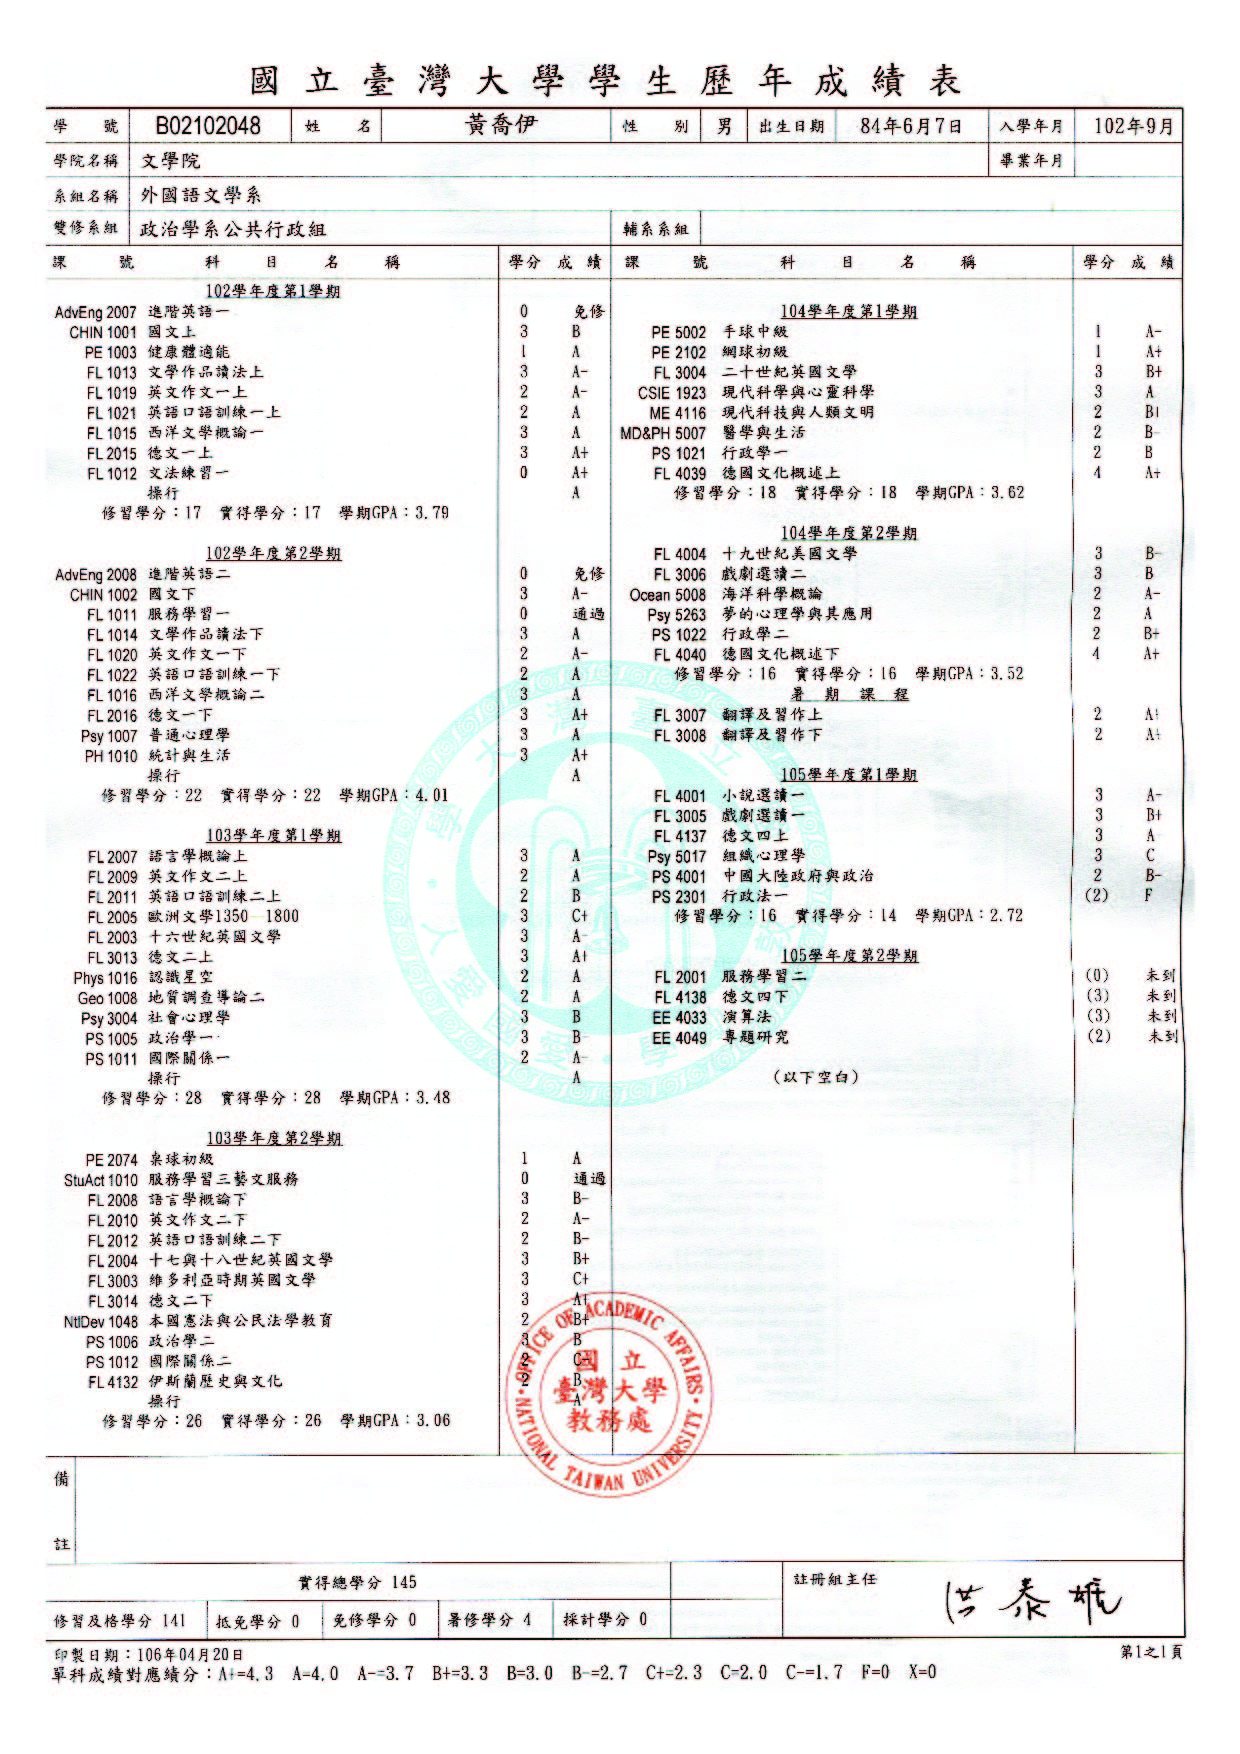 國立臺灣大學學生歷年成績表
學 號 B02102048 姓 名 黃喬伊 性 別 男 出生日期 84年6月7日 入學年月 102年9月
學院名稱 文學院 畢業年月
系組名稱 外國語文學系
雙修系組 政治學系公共行政組 輔系系組
課 號 科 目 名 稱 學分 成 績 課 號 科 目 名 稱 學分 成 績
102學年度第1學期
AdvEng 2007 進階英語一 0 免修
CHIN 1001 國文上 3 B
PE 1003 健康體適能 1 A
FL 1013 文學作品讀法上 3 A-
FL 1019 英文作文一上 2 A-
FL 1021 英語口語訓練一上 2 A
FL 1015 西洋文學概論一 3 A
FL 2015 德文一上 3 A+
FL 1012 文法練習一 0 A+
操行 A
修習學分：17 實得學分：17 學期GPA：3.79
102學年度第2學期
AdvEng 2008 進階英語二 0 免修
CHIN 1002 國文下 3 A-
FL 1011 服務學習一 0 通過
FL 1014 文學作品讀法下 3 A
FL 1020 英文作文一下 2 A-
FL 1022 英語口語訓練一下 2 A
FL 1016 西洋文學概論二 3 A
FL 2016 德文一下 3 A+
Psy 1007 普通心理學 3 A
PH 1010 統計與生活 3 A+
操行 A
修習學分：22 實得學分：22 學期GPA：4.01
103學年度第1學期
FL 2007 語言學概論上 3 A
FL 2009 英文作文二上 2 A
FL 2011 英語口語訓練二上 2 B
FL 2005 歐洲文學1350-1800 3 C+
FL 2003 十六世紀英國文學 3 A-
FL 3013 德文二上 3 A+
Phys 1016 認識星空 2 A
Geo 1008 地質調查導論二 2 A
Psy 3004 社會心理學 3 B
PS 1005 政治學一 3 B-
PS 1011 國際關係一 2 A-
操行 A
修習學分：28 實得學分：28 學期GPA：3.48
103學年度第2學期
PE 2074 桌球初級 1 A
StuAct 1010 服務學習三藝文服務 0 通過
FL 2008 語言學概論下 3 B-
FL 2010 英文作文二下 2 A-
FL 2012 英語口語訓練二下 2 B-
FL 2004 十七與十八世紀英國文學 3 B+
FL 3003 維多利亞時期英國文學 3 C+
FL 3014 德文二下 3 A+
NtlDev 1048 本國憲法與公民法學教育 2 B+
PS 1006 政治學二 3 B
PS 1012 國際關係二 2 C-
FL 4132 伊斯蘭歷史與文化 2 B
操行 A
修習學分：26 實得學分：26 學期GPA：3.06
104學年度第1學期
PE 5002 手球中級 1 A-
PE 2102 網球初級 1 A+
FL 3004 二十世紀英國文學 3 B+
CSIE 1923 現代科學與心靈科學 3 A
ME 4116 現代科技與人類文明 2 B+
MD&PH 5007 醫學與生活 2 B-
PS 1021 行政學一 2 B
FL 4039 德國文化概述上 4 A+
修習學分：18 實得學分：18 學期GPA：3.62
104學年度第2學期
FL 4004 十九世紀美國文學 3 B-
FL 3006 戲劇選讀二 3 B
Ocean 5008 海洋科學概論 2 A-
Psy 5263 夢的心理學與其應用 2 A
PS 1022 行政學二 2 B+
FL 4040 德國文化概述下 4 A+
修習學分：16 實得學分：16 學期GPA：3.52
暑 期 課 程
FL 3007 翻譯及習作上 2 A+
FL 3008 翻譯及習作下 2 A+
105學年度第1學期
FL 4001 小說選讀一 3 A-
FL 3005 戲劇選讀一 3 B+
FL 4137 德文四上 3 A
Psy 5017 組織心理學 3 C
PS 4001 中國大陸政府與政治 2 B-
PS 2301 行政法一 (2) F
修習學分：16 實得學分：14 學期GPA：2.72
105學年度第2學期
FL 2001 服務學習二 (0) 未到
FL 4138 德文四下 (3) 未到
EE 4033 演算法 (3) 未到
EE 4049 專題研究 (2) 未到
(以下空白)
OFFICE OF ACADEMIC AFFAIRS
國立
臺灣大學
教務處
NATIONAL TAIWAN UNIVERSITY
備
註
實得總學分 145 註冊組主任 洪泰雄
修習及格學分 141 抵免學分 0 免修學分 0 暑修學分 4 採計學分 0
印製日期：106年04月20日 第1之1頁
單科成績對應績分：A+=4.3 A=4.0 A-=3.7 B+=3.3 B=3.0 B-=2.7 C+=2.3 C=2.0 C-=1.7 F=0 X=0